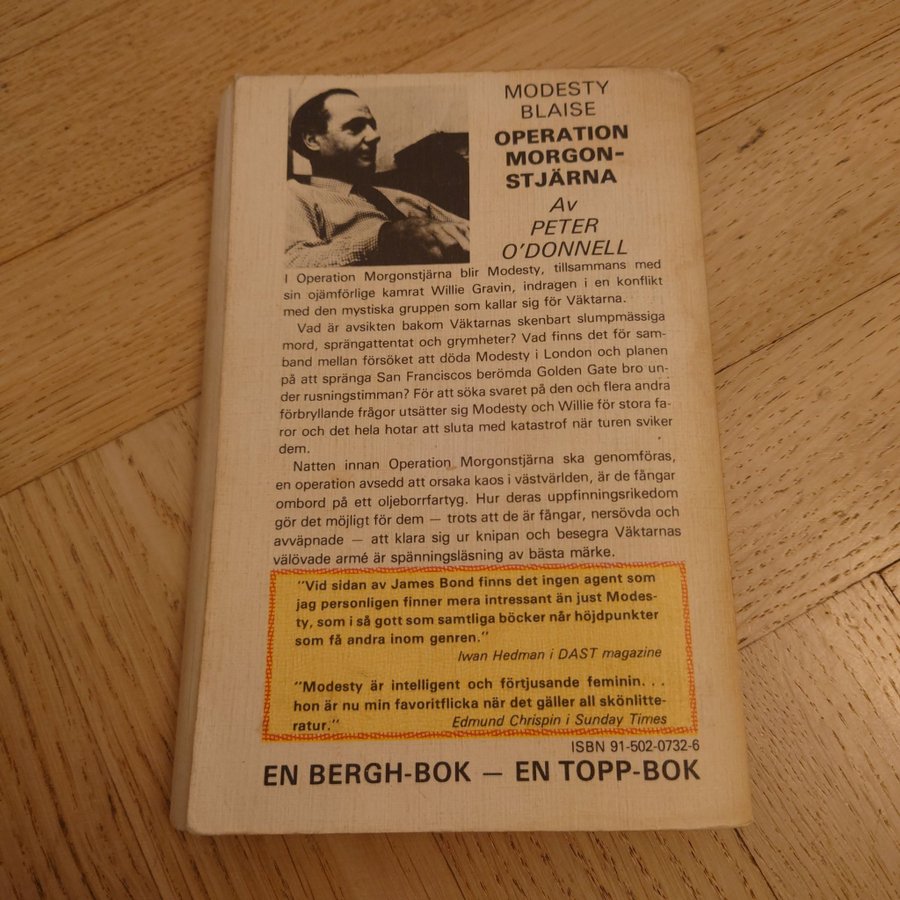 MODESTY
BLAISE
OPERATION
MORGON-
STJÄRNA
Av
PETER
O'DONNELL
I Operation Morgonstjärna blir Modesty, tillsammans med
sin ojämförlige kamrat Willie Gravin, indragen i en konflikt
med den mystiska gruppen som kallar sig för Väktarna.
Vad är avsikten bakom Väktarnas skenbart slumpmässiga
mord, sprängattentat och grymheter? Vad finns det för sam-
band mellan försöket att döda Modesty i London och planen
på att spränga San Franciscos berömda Golden Gate bro un-
der rusningstimman? För att söka svaret på den och flera andra
förbryllande frågor utsätter sig Modesty och Willie för stora fa-
ror och det hela hotar att sluta med katastrof när turen sviker
dem.
Natten innan Operation Morgonstjärna ska genomföras,
en operation avsedd att orsaka kaos i västvärlden, är de fångar
ombord på ett oljeborrfartyg. Hur deras uppfinningsrikedom
gör det möjligt för dem — trots att de är fångar, nersövda och
avväpnade — att klara sig ur knipan och besegra Väktarnas
välövade armé är spänningsläsning av bästa märke.
"Vid sidan av James Bond finns det ingen agent som
jag personligen finner mera intressant än just Modes-
ty, som i så gott som samtliga böcker når höjdpunkter
som få andra inom genren."
Iwan Hedman i DAST magazine
"Modesty är intelligent och förtjusande feminin. . .
hon är nu min favoritflicka när det gäller all skönlitte-
ratur." Edmund Chrispin i Sunday Times
ISBN 91-502-0732-6
EN BERGH-BOK — EN TOPP-BOK